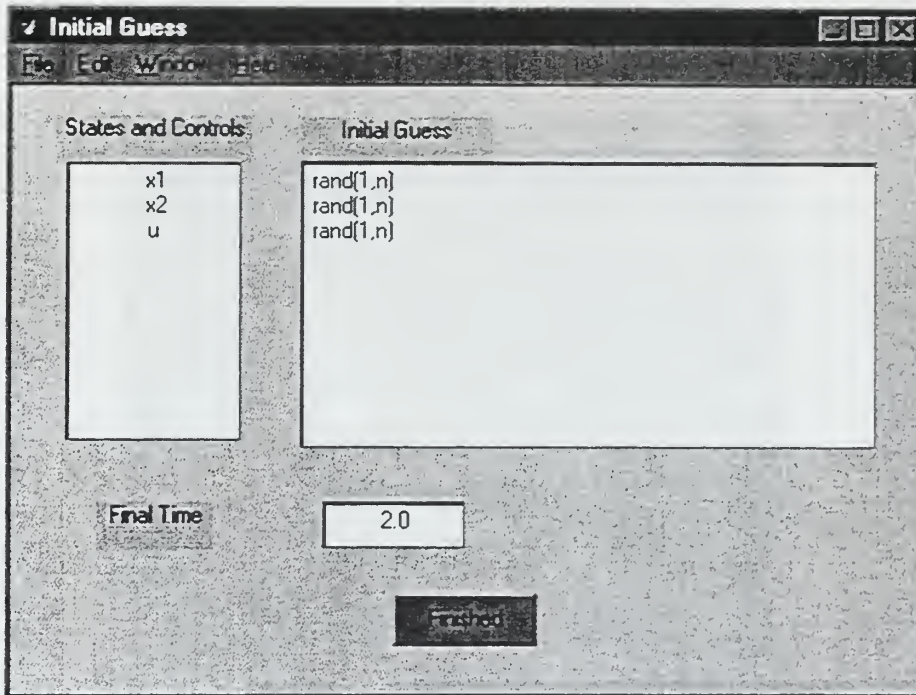 Initial Guess
File Edit Window Help
States and Controls Initial Guess
x1 rand(1,n)
x2 rand(1,n)
u rand(1,n)
Final Time 2.0
Finished